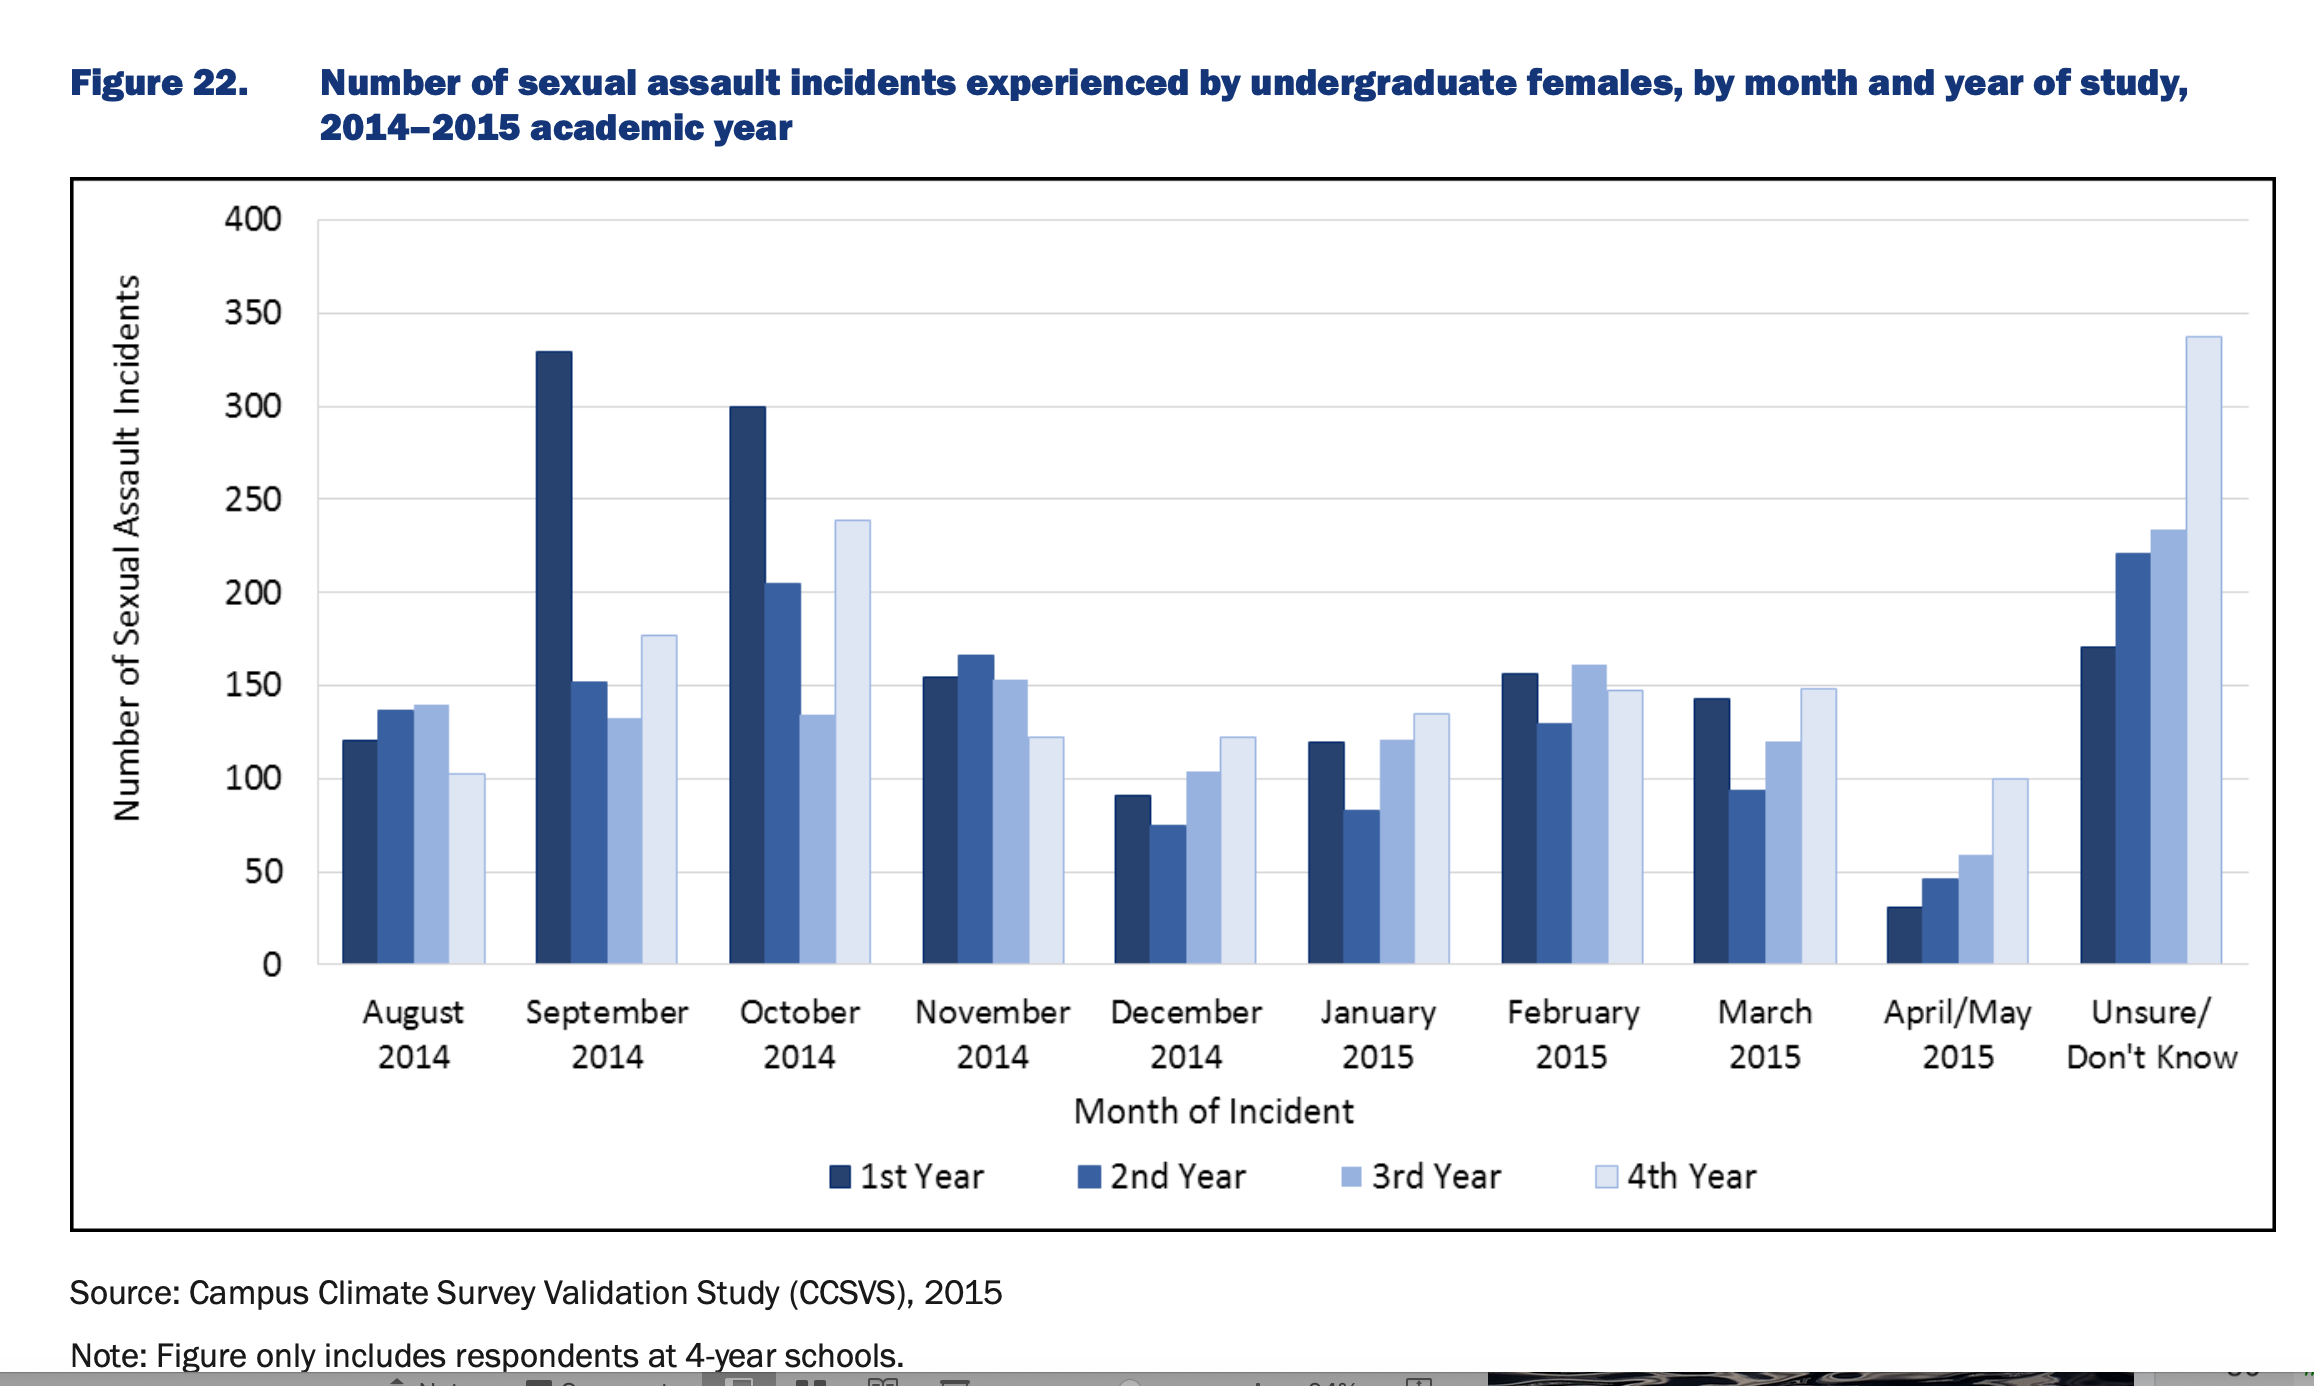 Figure 22. Number of sexual assault incidents experienced by undergraduate females, by month and year of study,
2014–2015 academic year
Number of Sexual Assault Incidents
400
350
300
250
200
150
100
50
0
August September October November December January February March April/May Unsure/
2014 2014 2014 2014 2014 2015 2015 2015 2015 Don't Know
Month of Incident
1st Year 2nd Year 3rd Year 4th Year
Source: Campus Climate Survey Validation Study (CCSVS), 2015
Note: Figure only includes respondents at 4-year schools.